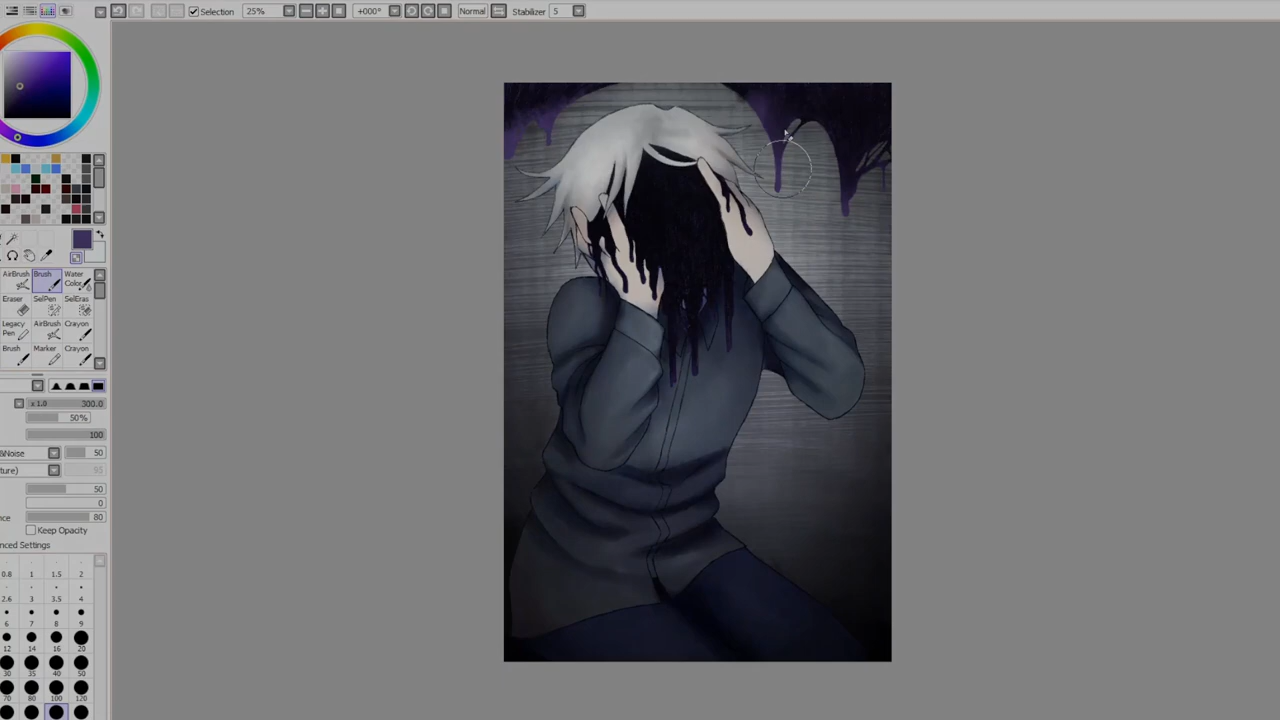 Selection 25% +000° Normal Stabilizer 5
AirBrush Brush Water Color
Eraser SelPen SelEras
Legacy Pen AirBrush Crayon
Brush Marker Crayon
x 1.0 300.0
50%
100
&Noise 50
ture) 95
50
0
nce 80
Keep Opacity
nced Settings
0.8 1 1.5 2
2.6 3 3.5 4
6 7 8 9
12 14 16 20
30 35 40 50
70 80 100 120